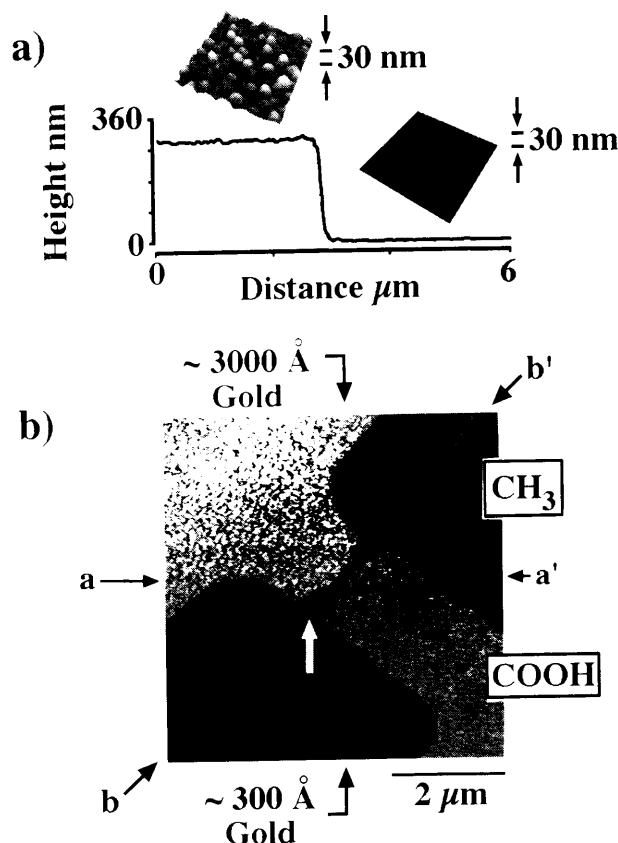 a)
30 nm
360
30 nm
Height nm
0
0
6
Distance µm
~ 3000 Å
Gold
b'
b)
CH₃
a
a'
COOH
b
~ 300 Å
Gold
2 µm